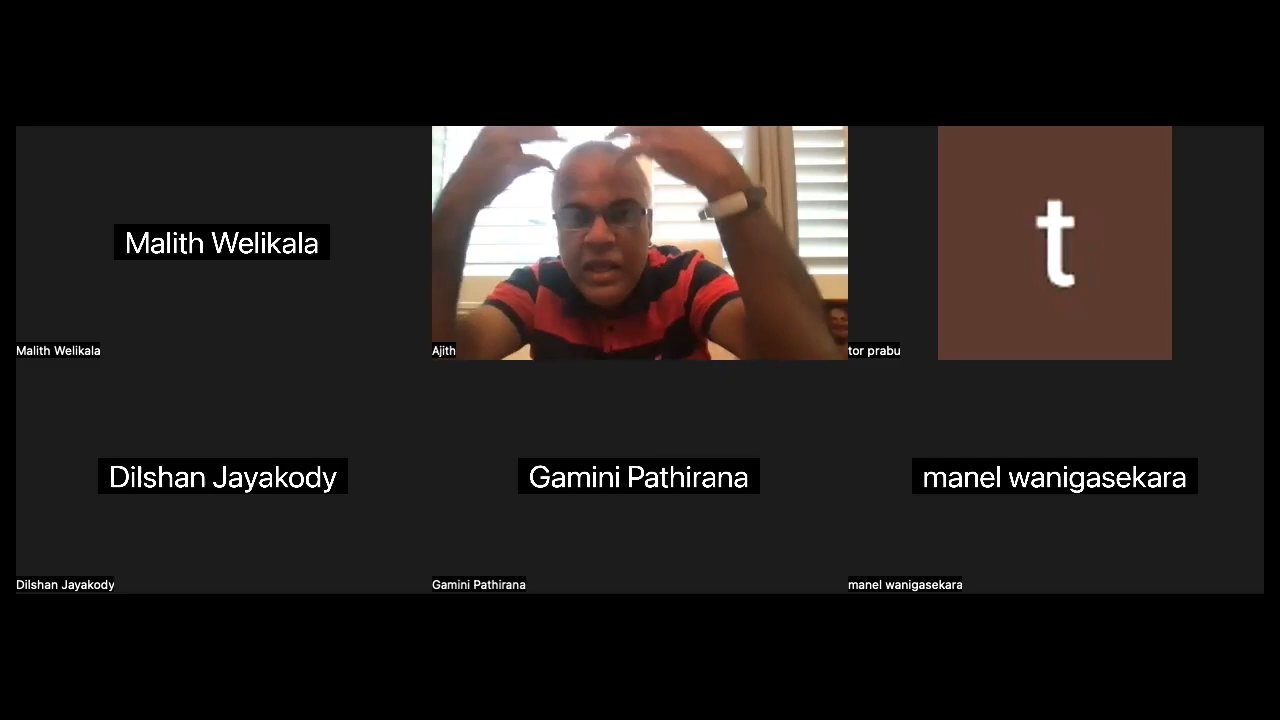 Malith Welikala
Malith Welikala
Ajith
t
tor prabu
Dilshan Jayakody
Dilshan Jayakody
Gamini Pathirana
Gamini Pathirana
manel wanigasekara
manel wanigasekara